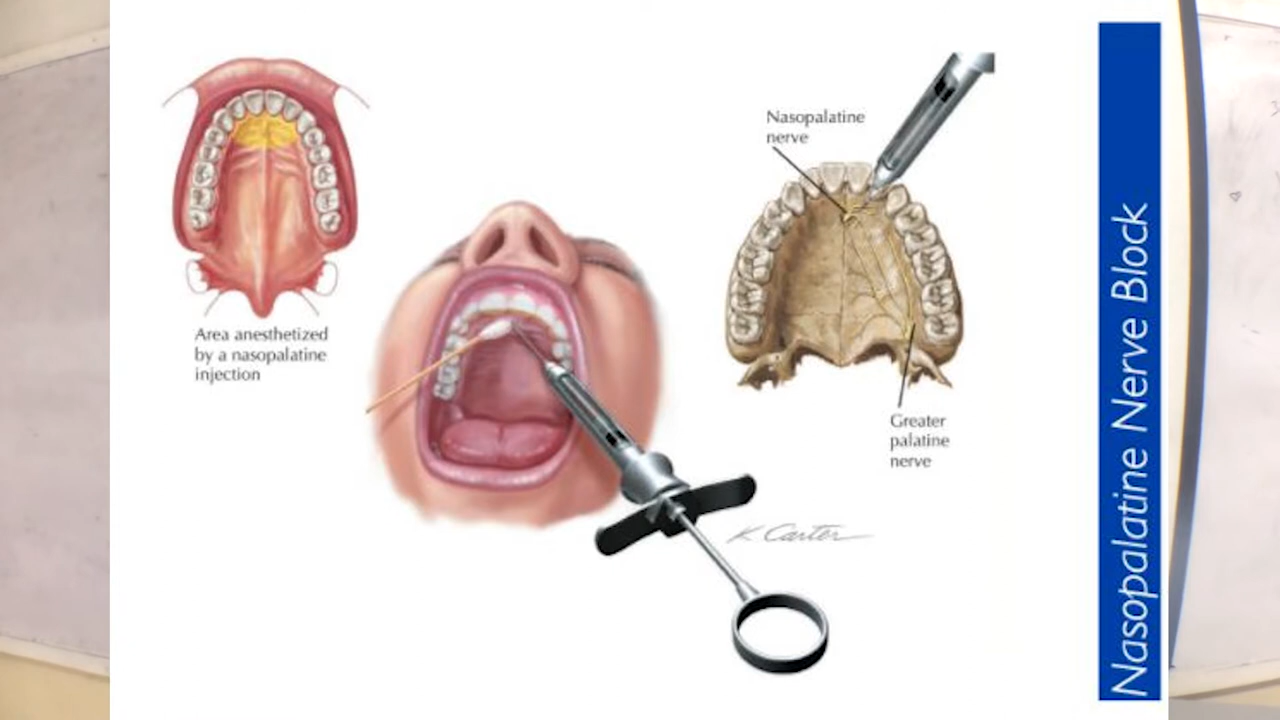 Nasopalatine
nerve
Area anesthetized
by a nasopalatine
injection
Greater
palatine
nerve
K. Carter
Nasopalatine Nerve Block